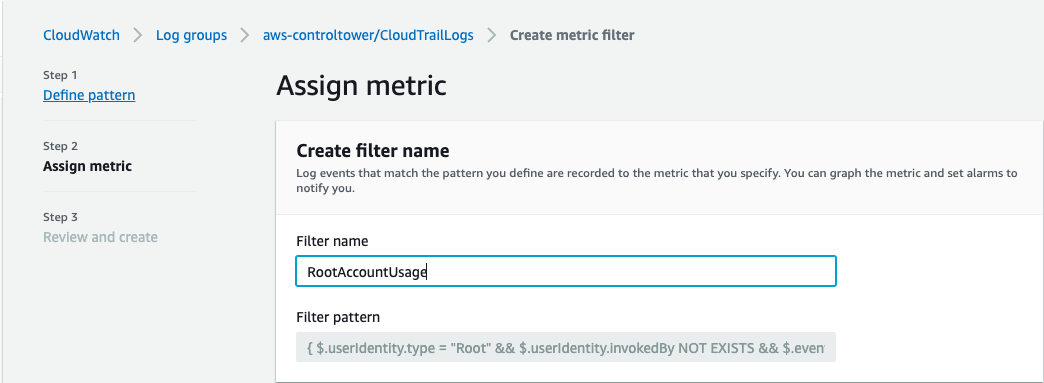 CloudWatch > Log groups > aws-controltower/CloudTrailLogs > Create metric filter
Step 1
Define pattern
Step 2
Assign metric
Step 3
Review and create
Assign metric
Create filter name
Log events that match the pattern you define are recorded to the metric that you specify. You can graph the metric and set alarms to
notify you.
Filter name
RootAccountUsage
Filter pattern
{ $.userIdentity.type = "Root" && $.userIdentity.invokedBy NOT EXISTS && $.even